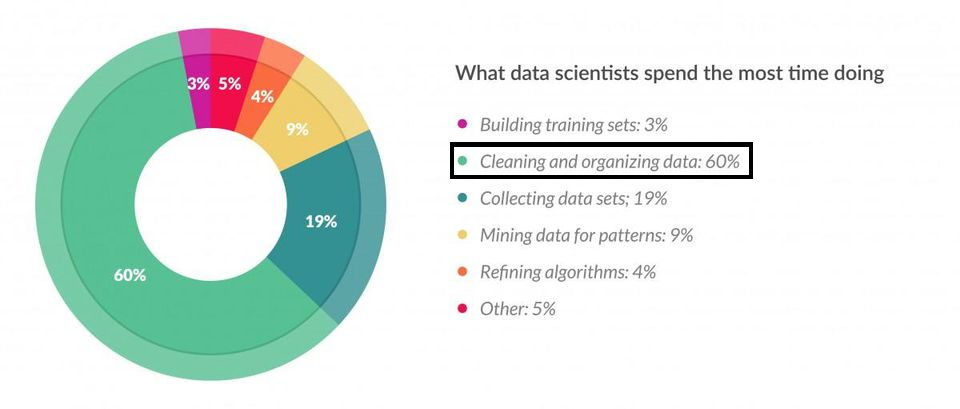 3%
5%
4%
9%
19%
60%
What data scientists spend the most time doing
Building training sets: 3%
Cleaning and organizing data: 60%
Collecting data sets; 19%
Mining data for patterns: 9%
Refining algorithms: 4%
Other: 5%